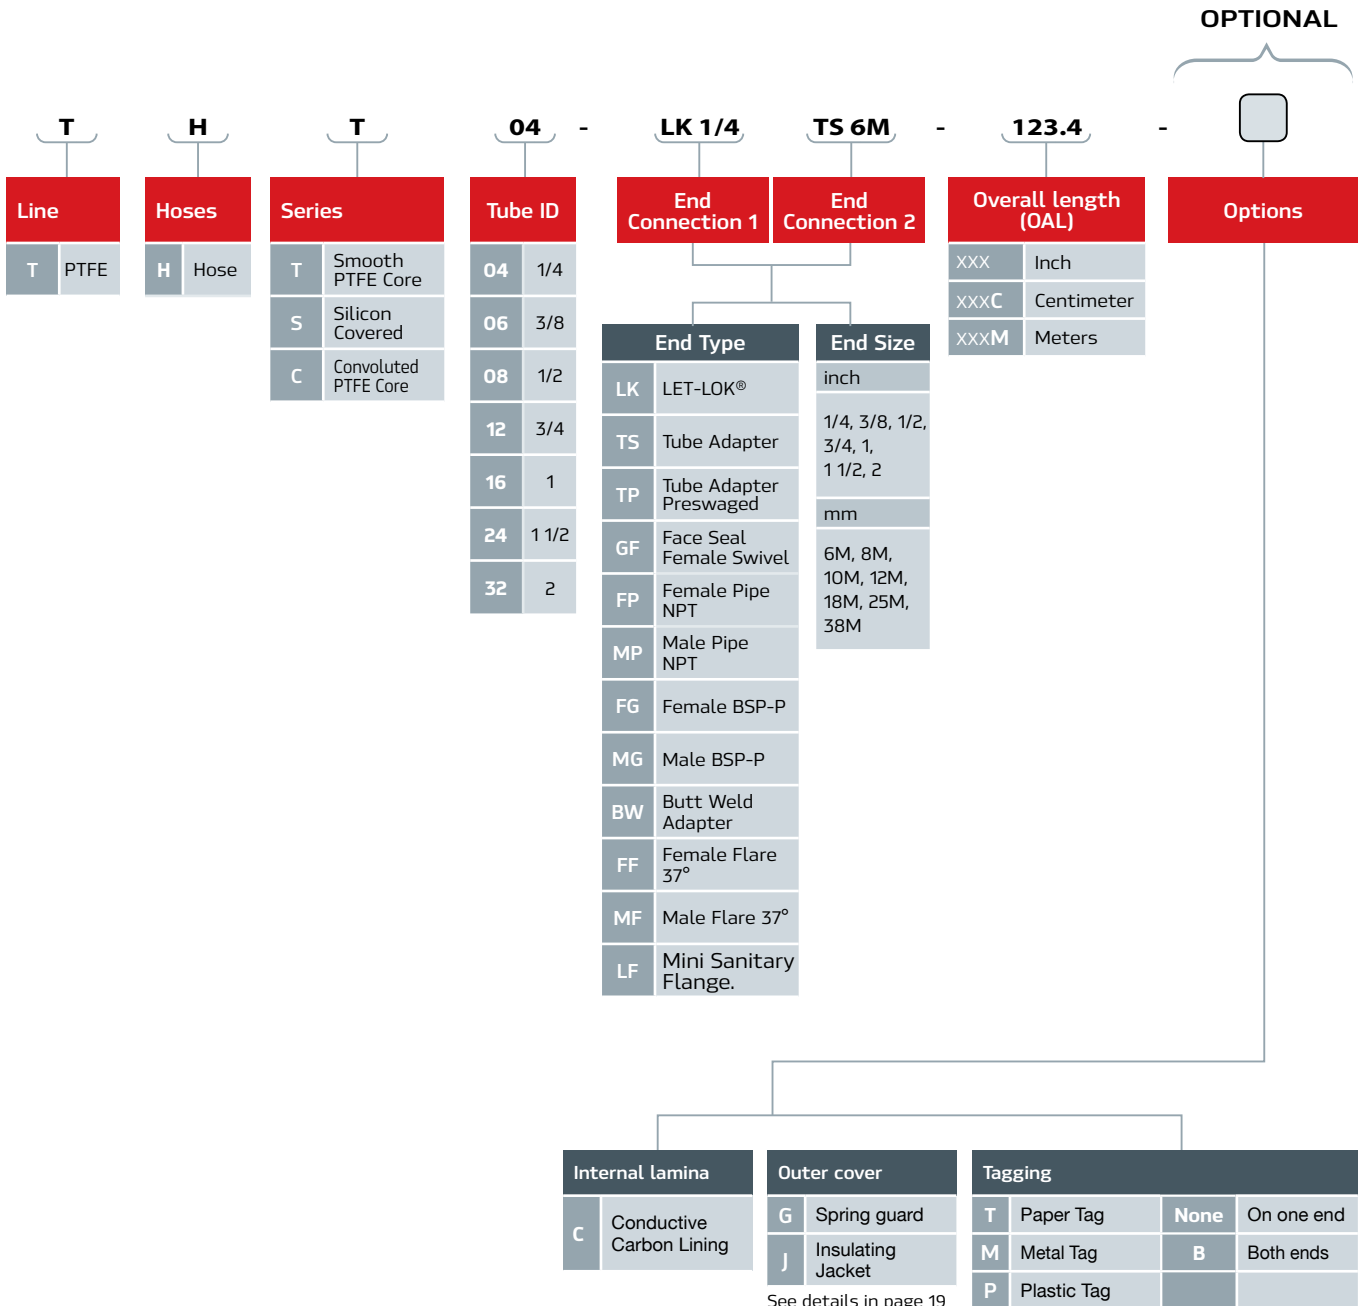 OPTIONAL
T H T 04 - LK 1/4 TS 6M - 123.4 -
Line
T PTFE
Hoses
H Hose
Series
T Smooth
PTFE Core
S Silicon
Covered
C Convoluted
PTFE Core
Tube ID
04 1/4
06 3/8
08 1/2
12 3/4
16 1
24 1 1/2
32 2
End
Connection 1
End
Connection 2
End Type
LK LET-LOK®
TS Tube Adapter
TP Tube Adapter
Preswaged
GF Face Seal
Female Swivel
FP Female Pipe
NPT
MP Male Pipe
NPT
FG Female BSP-P
MG Male BSP-P
BW Butt Weld
Adapter
FF Female Flare
37°
MF Male Flare 37°
LF Mini Sanitary
Flange.
End Size
inch
1/4, 3/8, 1/2,
3/4, 1,
1 1/2, 2
mm
6M, 8M,
10M, 12M,
18M, 25M,
38M
Overall length
(OAL)
XXX Inch
XXXC Centimeter
XXXM Meters
Options
Internal lamina
C Conductive
Carbon Lining
Outer cover
G Spring guard
J Insulating
Jacket
See details in page 19
Tagging
T Paper Tag None On one end
M Metal Tag B Both ends
P Plastic Tag